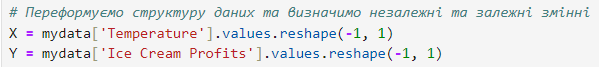 # Переформуємо структуру даних та визначимо незалежні та залежні змінні
X = mydata['Temperature'].values.reshape(-1, 1)
Y = mydata['Ice Cream Profits'].values.reshape(-1, 1)